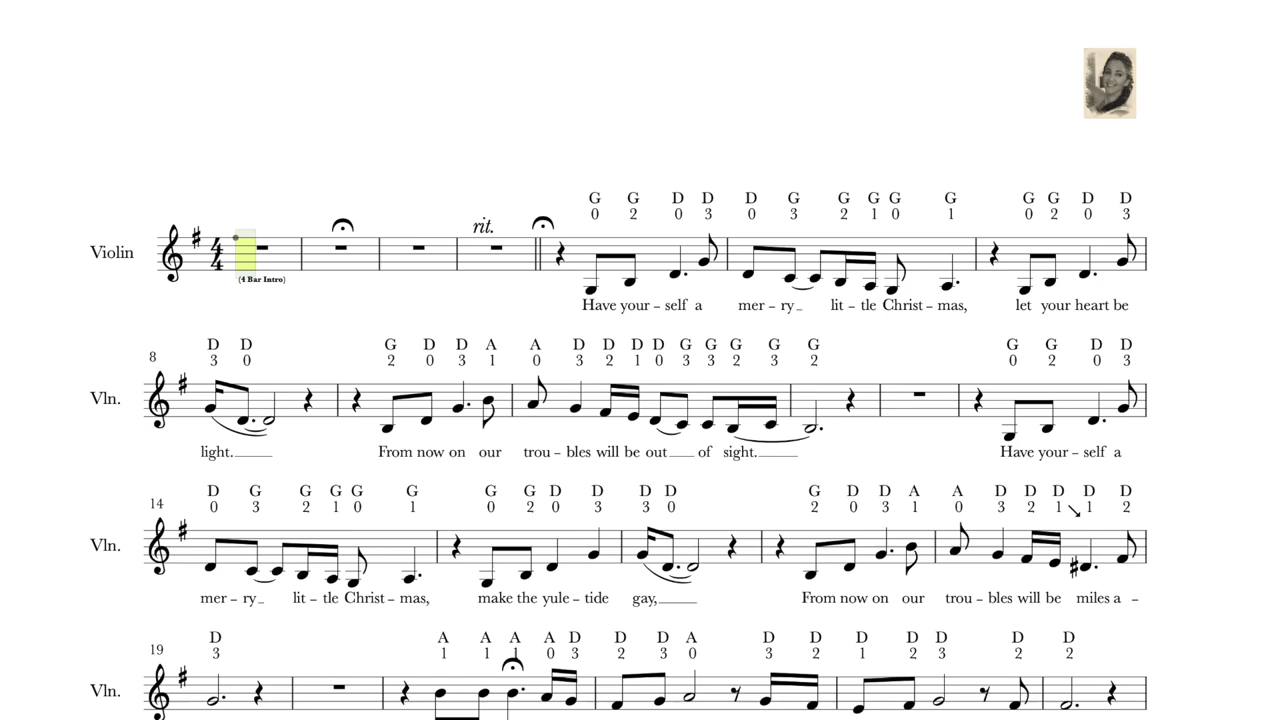 G G D D D G G G G G G G D D
0 2 0 3 0 3 2 1 0 1 0 2 0 3
rit.
Violin
4
4
(4 Bar Intro)
Have your – self a mer – ry_ lit – tle Christ – mas, let your heart be
D D G D D A A D D D D G G G G G G G D D
3 0 2 0 3 1 0 3 2 1 0 3 3 2 3 2 0 2 0 3
8
Vln.
light. From now on our trou – bles will be out of sight. Have your – self a
D G G G G G G G D D D D G D D A A D D D D D
0 3 2 1 0 1 0 2 0 3 3 0 2 0 3 1 0 3 2 1 1 2
14
Vln.
mer – ry_ lit – tle Christ – mas, make the yule – tide gay, From now on our trou – bles will be miles a –
D A A A A D D D A D D D D D D D
3 1 1 1 0 3 2 3 0 3 2 1 2 3 2 2
19
Vln.